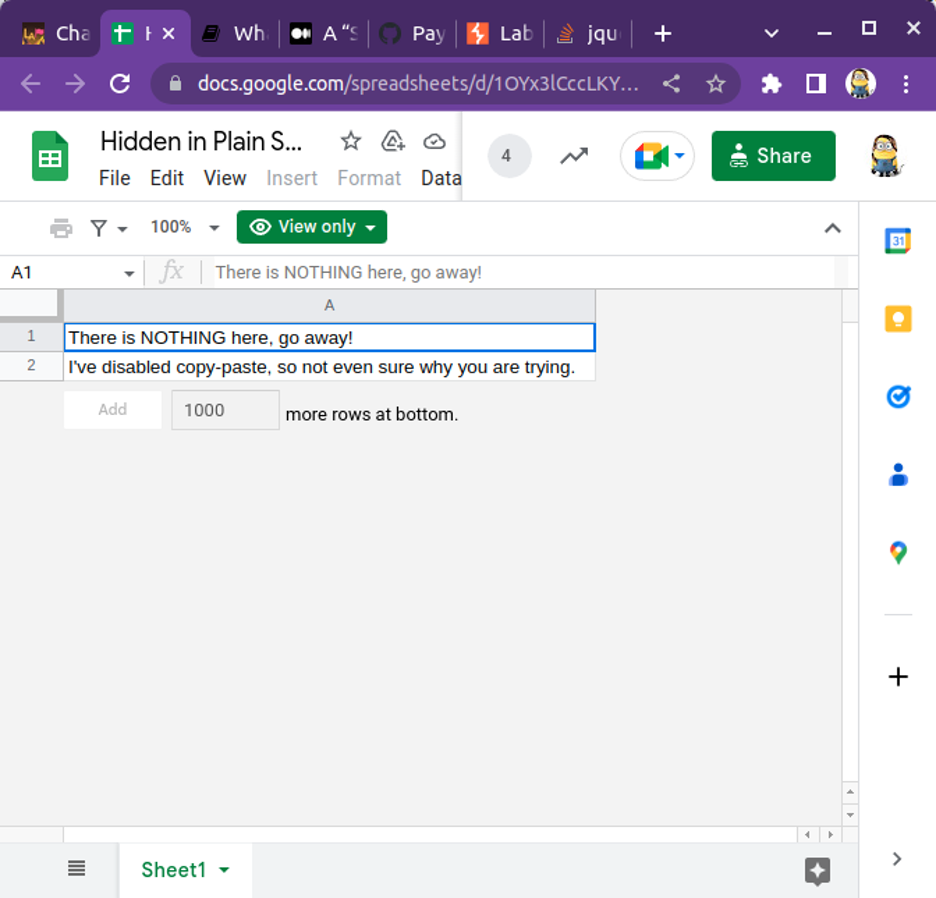 Cha
Wh
A “S
Pay
Lab
jqu
docs.google.com/spreadsheets/d/1OYx3lCccLKY...
Hidden in Plain S...
4
Share
File Edit View Insert Format Data
100%
View only
31
A1
fx
There is NOTHING here, go away!
A
1 There is NOTHING here, go away!
2 I've disabled copy-paste, so not even sure why you are trying.
Add 1000 more rows at bottom.
Sheet1